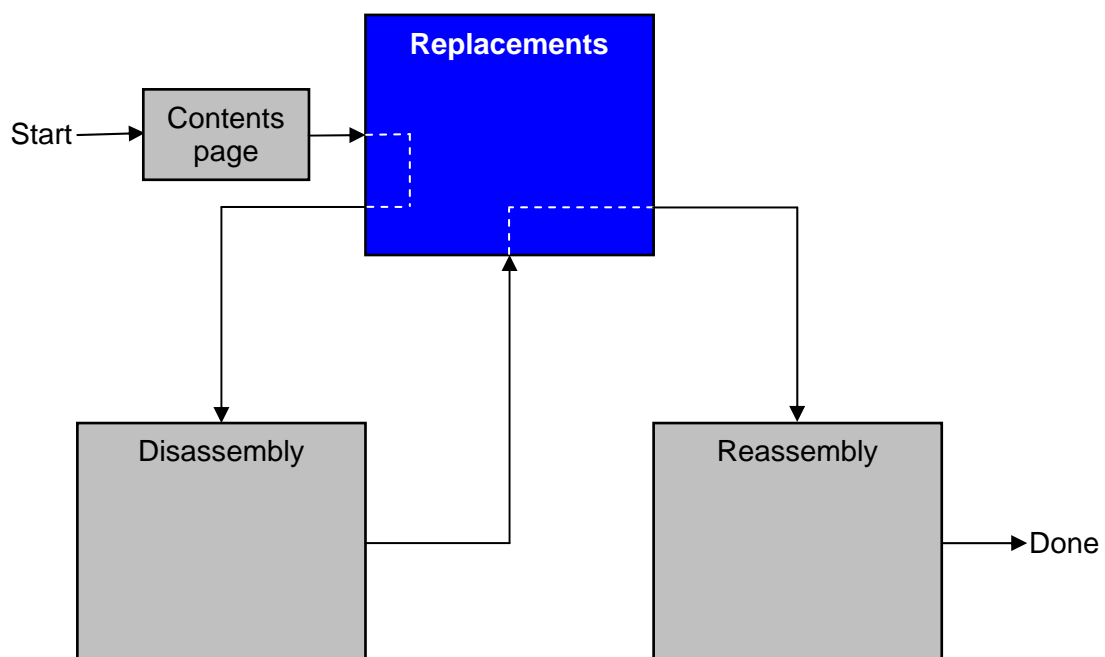 Replacements
Start
Contents
page
Disassembly
Reassembly
Done